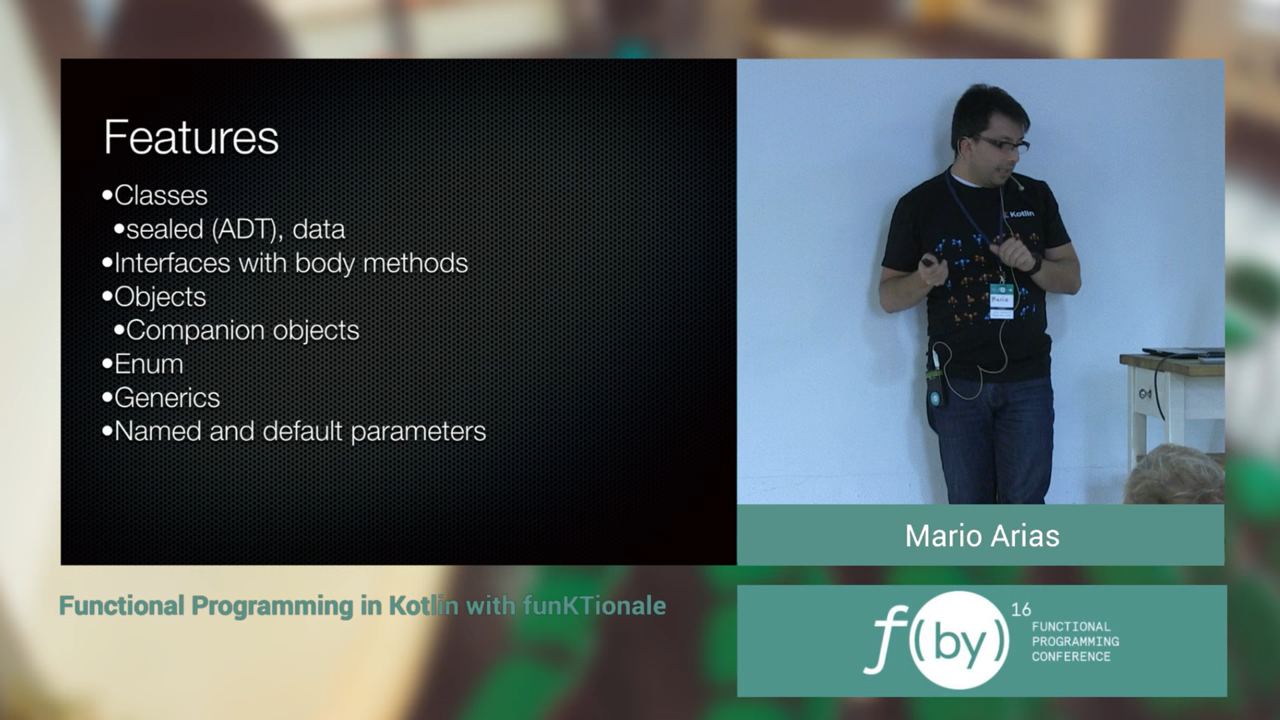 Features
•Classes
•sealed (ADT), data
•Interfaces with body methods
•Objects
•Companion objects
•Enum
•Generics
•Named and default parameters
Kotlin
Mario
Mario Arias
Functional Programming in Kotlin with funKTionale
f(by) 16
FUNCTIONAL
PROGRAMMING
CONFERENCE